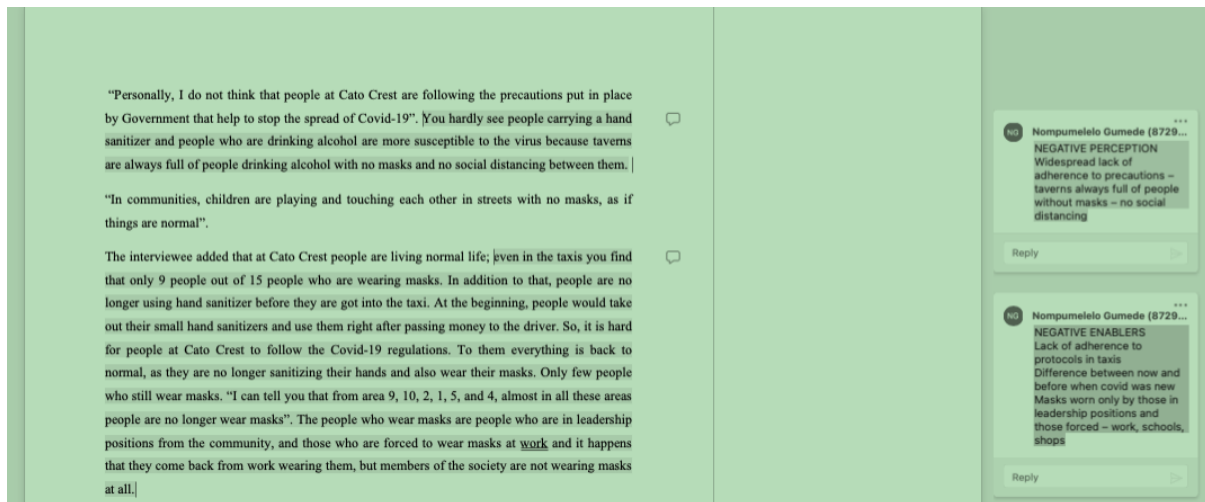 “Personally, I do not think that people at Cato Crest are following the precautions put in place
by Government that help to stop the spread of Covid-19”. You hardly see people carrying a hand
sanitizer and people who are drinking alcohol are more susceptible to the virus because taverns
are always full of people drinking alcohol with no masks and no social distancing between them.
“In communities, children are playing and touching each other in streets with no masks, as if
things are normal”.
The interviewee added that at Cato Crest people are living normal life; even in the taxis you find
that only 9 people out of 15 people who are wearing masks. In addition to that, people are no
longer using hand sanitizer before they are got into the taxi. At the beginning, people would take
out their small hand sanitizers and use them right after passing money to the driver. So, it is hard
for people at Cato Crest to follow the Covid-19 regulations. To them everything is back to
normal, as they are no longer sanitizing their hands and also wear their masks. Only few people
who still wear masks. “I can tell you that from area 9, 10, 2, 1, 5, and 4, almost in all these areas
people are no longer wear masks”. The people who wear masks are people who are in leadership
positions from the community, and those who are forced to wear masks at work and it happens
that they come back from work wearing them, but members of the society are not wearing masks
at all.
NG
Nompumelelo Gumede (8729...
NEGATIVE PERCEPTION
Widespread lack of
adherence to precautions –
taverns always full of people
without masks – no social
distancing
Reply
NG
Nompumelelo Gumede (8729...
NEGATIVE ENABLERS
Lack of adherence to
protocols in taxis
Difference between now and
before when covid was new
Masks worn only by those in
leadership positions and
those forced – work, schools,
shops
Reply